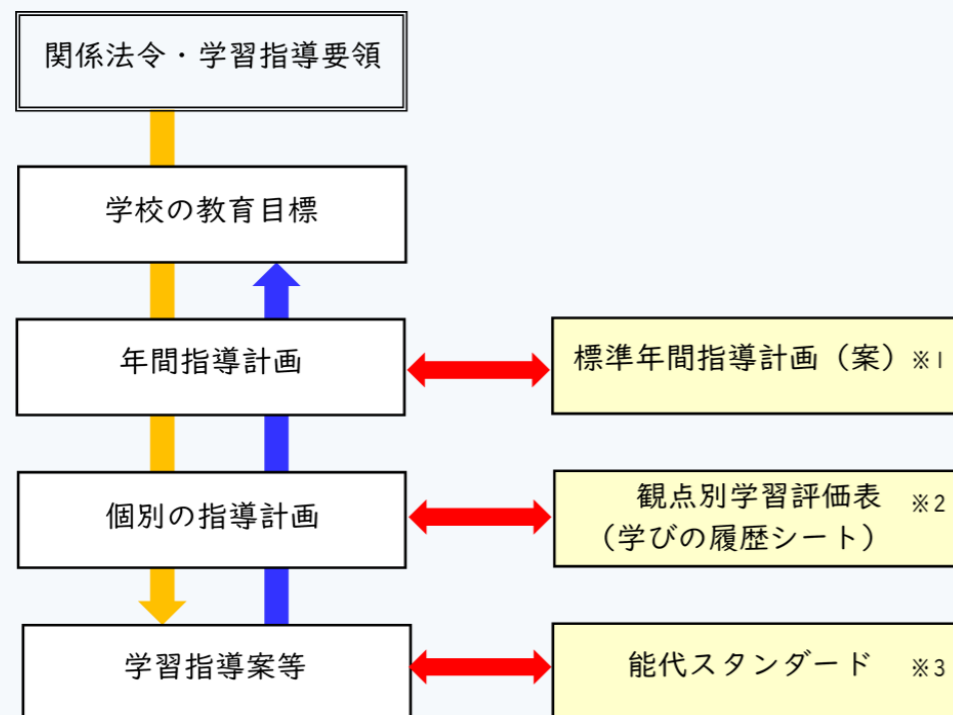 関係法令・学習指導要領
学校の教育目標
年間指導計画
標準年間指導計画（案）※1
個別の指導計画
観点別学習評価表 ※2
（学びの履歴シート）
学習指導案等
能代スタンダード ※3